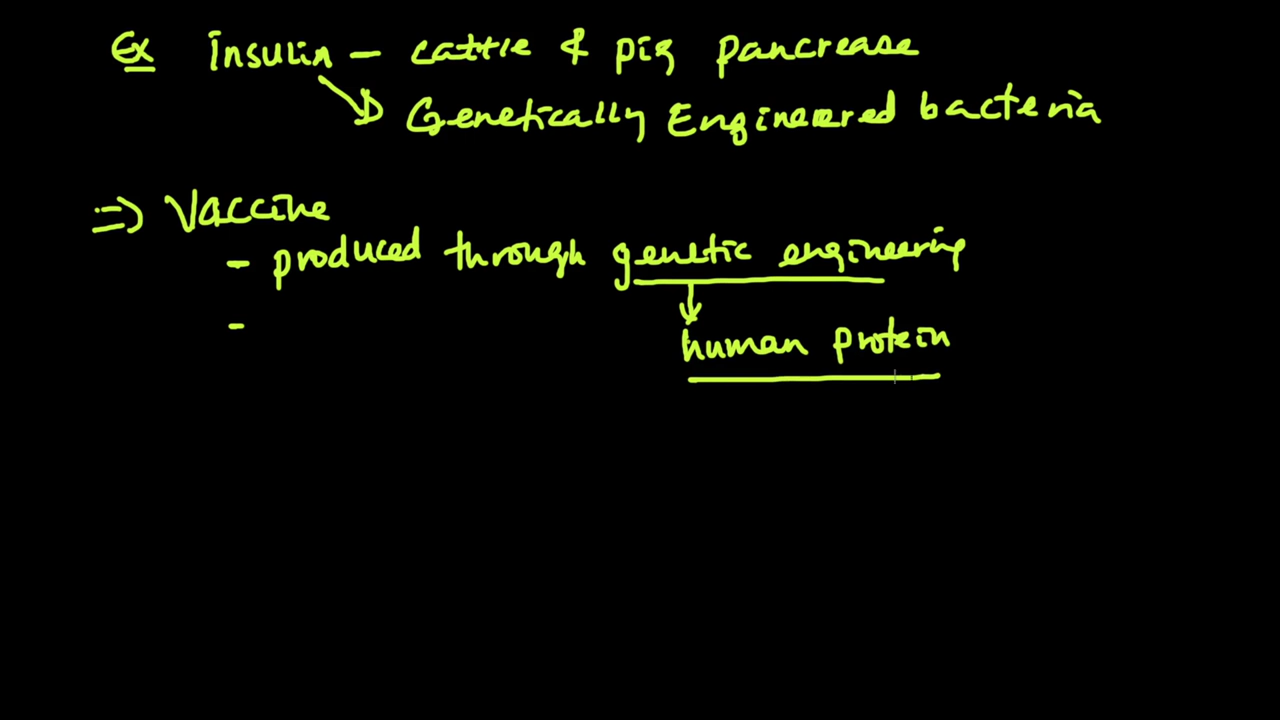 Ex Insulin - cattle & pig pancrease
Genetically Engineered bacteria
⇒ Vaccine
- produced through genetic engineering
-
human protein